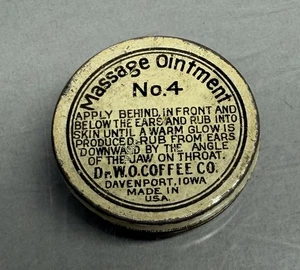 Massage Ointment
No. 4
APPLY BEHIND, IN FRONT AND
BELOW THE EARS AND RUB INTO
SKIN UNTIL A WARM GLOW IS
PRODUCED. RUB FROM EARS
DOWNWARD BY THE ANGLE
OF THE JAW ON THROAT.
DR. W. O. COFFEE CO.
DAVENPORT, IOWA
MADE IN
U.S.A.